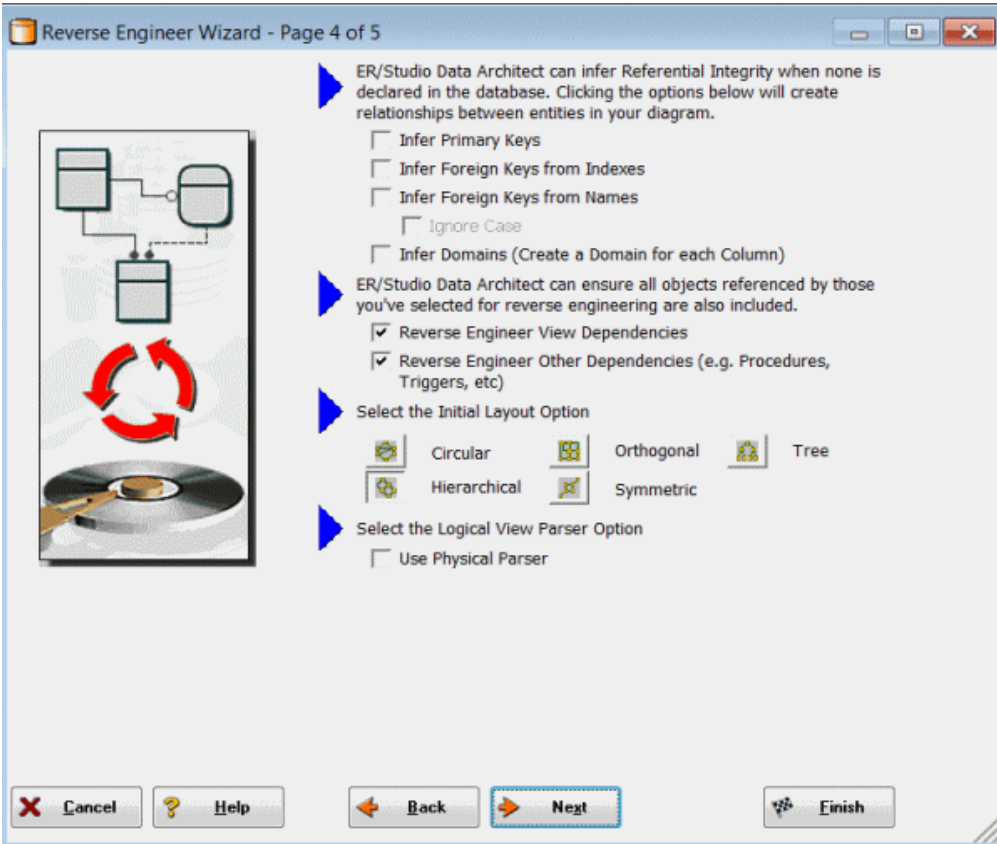 Reverse Engineer Wizard - Page 4 of 5
ER/Studio Data Architect can infer Referential Integrity when none is
declared in the database. Clicking the options below will create
relationships between entities in your diagram.
Infer Primary Keys
Infer Foreign Keys from Indexes
Infer Foreign Keys from Names
Ignore Case
Infer Domains (Create a Domain for each Column)
ER/Studio Data Architect can ensure all objects referenced by those
you've selected for reverse engineering are also included.
Reverse Engineer View Dependencies
Reverse Engineer Other Dependencies (e.g. Procedures,
Triggers, etc)
Select the Initial Layout Option
Circular Orthogonal Tree
Hierarchical Symmetric
Select the Logical View Parser Option
Use Physical Parser
Cancel Help Back Next Finish